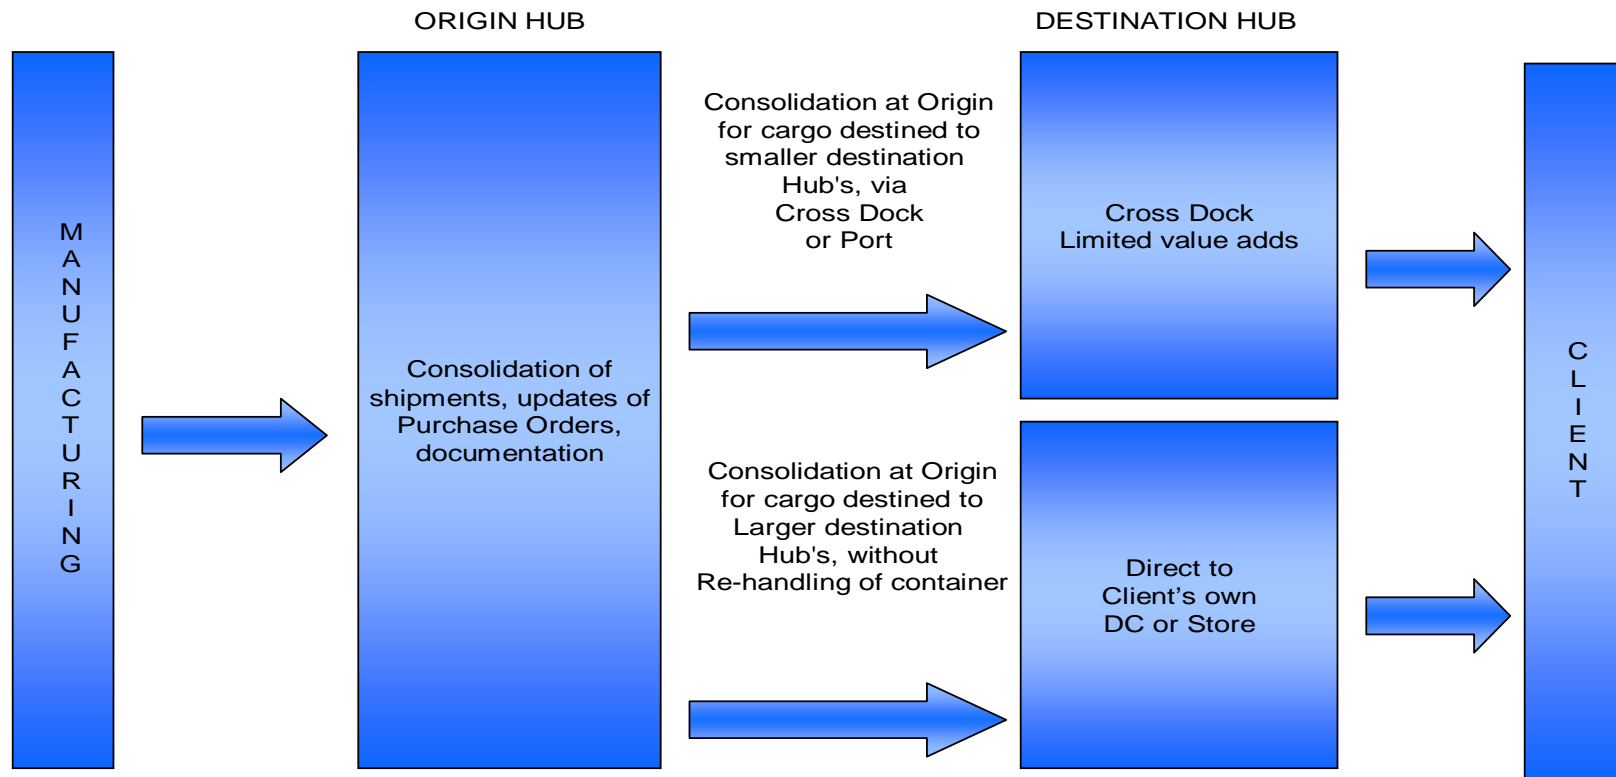 ORIGIN HUB
DESTINATION HUB
MANUFACTURING
Consolidation of
shipments, updates of
Purchase Orders,
documentation
Consolidation at Origin
for cargo destined to
smaller destination
Hub's, via
Cross Dock
or Port
Consolidation at Origin
for cargo destined to
Larger destination
Hub's, without
Re-handling of container
Cross Dock
Limited value adds
Direct to
Client’s own
DC or Store
CLIENT